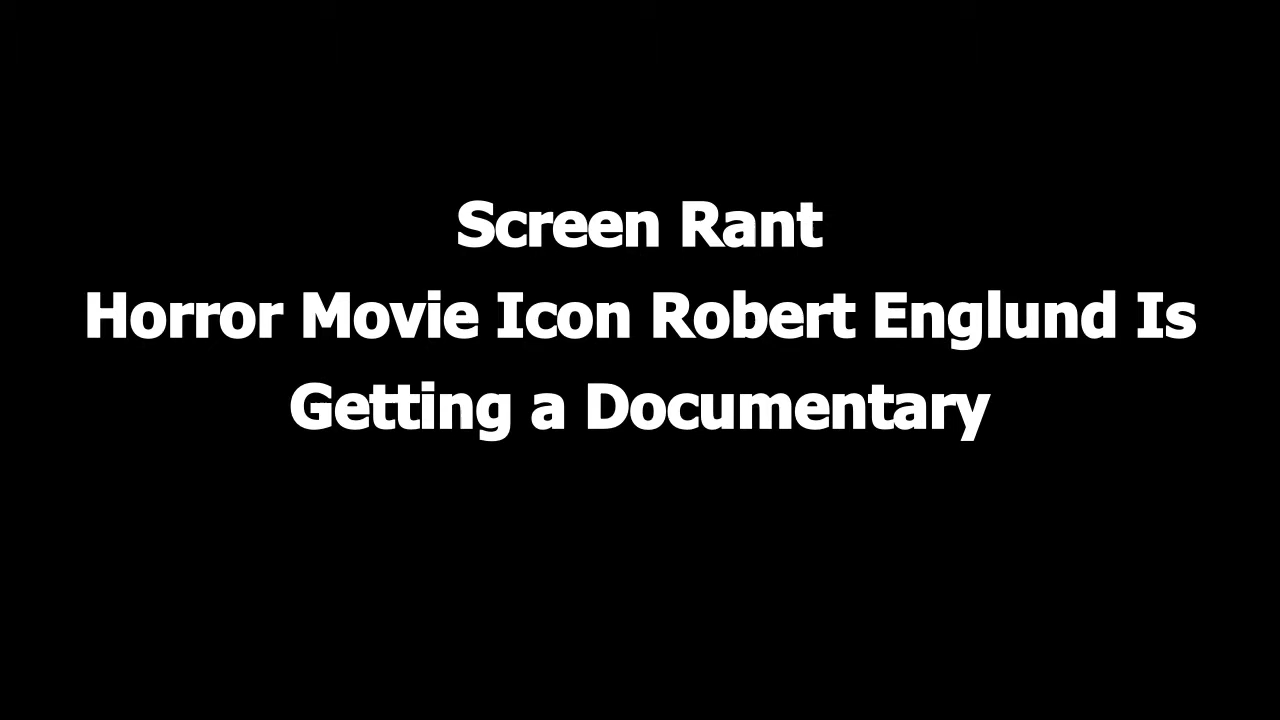 Screen Rant
Horror Movie Icon Robert Englund Is
Getting a Documentary